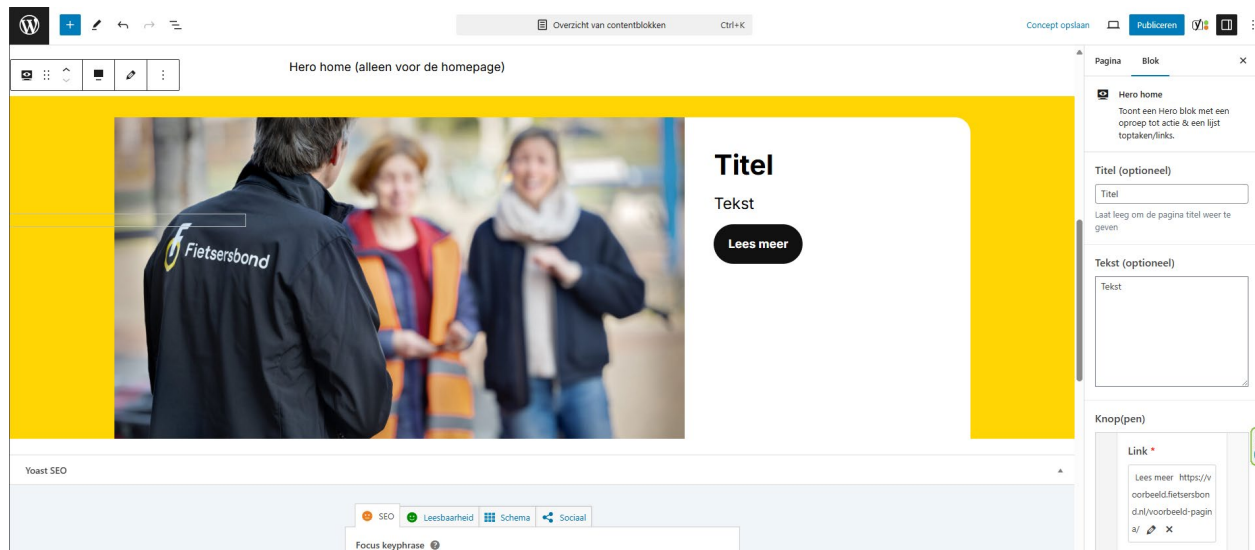 Overzicht van contentblokken Ctrl+K
Concept opslaan
Publiceren
Hero home (alleen voor de homepage)
Fietsersbond
Titel
Tekst
Lees meer
Pagina Blok
Hero home
Toont een Hero blok met een
oproep tot actie & een lijst
toptaken/links.
Titel (optioneel)
Titel
Laat leeg om de pagina titel weer te
geven
Tekst (optioneel)
Tekst
Knop(pen)
Link *
Lees meer https://v
oorbeeld.fietsersbon
d.nl/voorbeeld-pagin
a/
Yoast SEO
SEO Leesbaarheid Schema Sociaal
Focus keyphrase